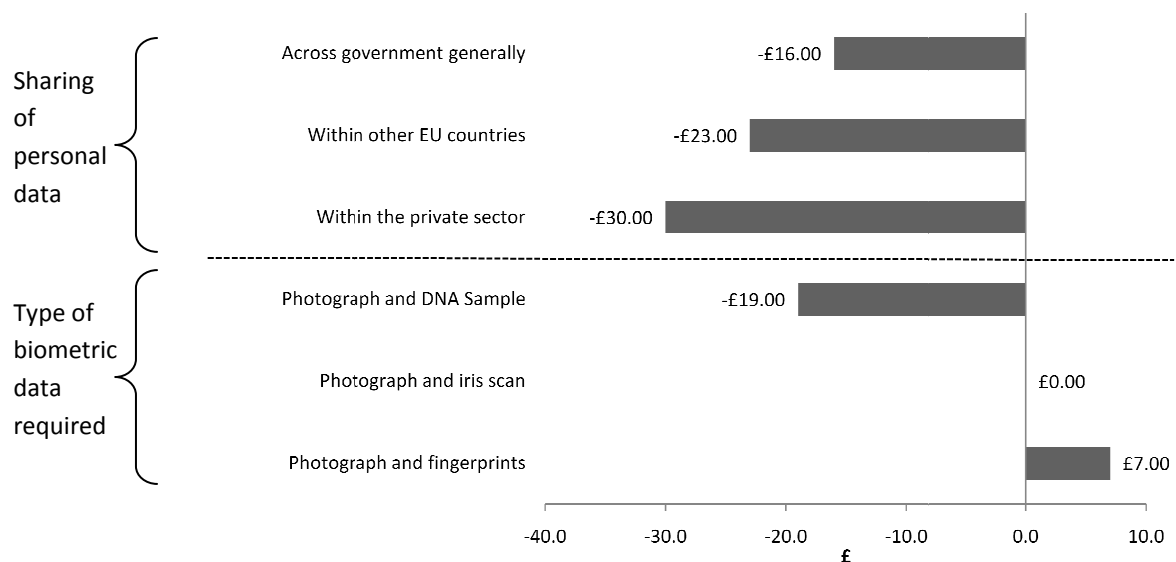 Sharing
of
personal
data
Across government generally
-£16.00
Within other EU countries
-£23.00
Within the private sector
-£30.00
Type of
biometric
data
required
Photograph and DNA Sample
-£19.00
Photograph and iris scan
£0.00
Photograph and fingerprints
£7.00
-40.0 -30.0 -20.0 -10.0 0.0 10.0
£